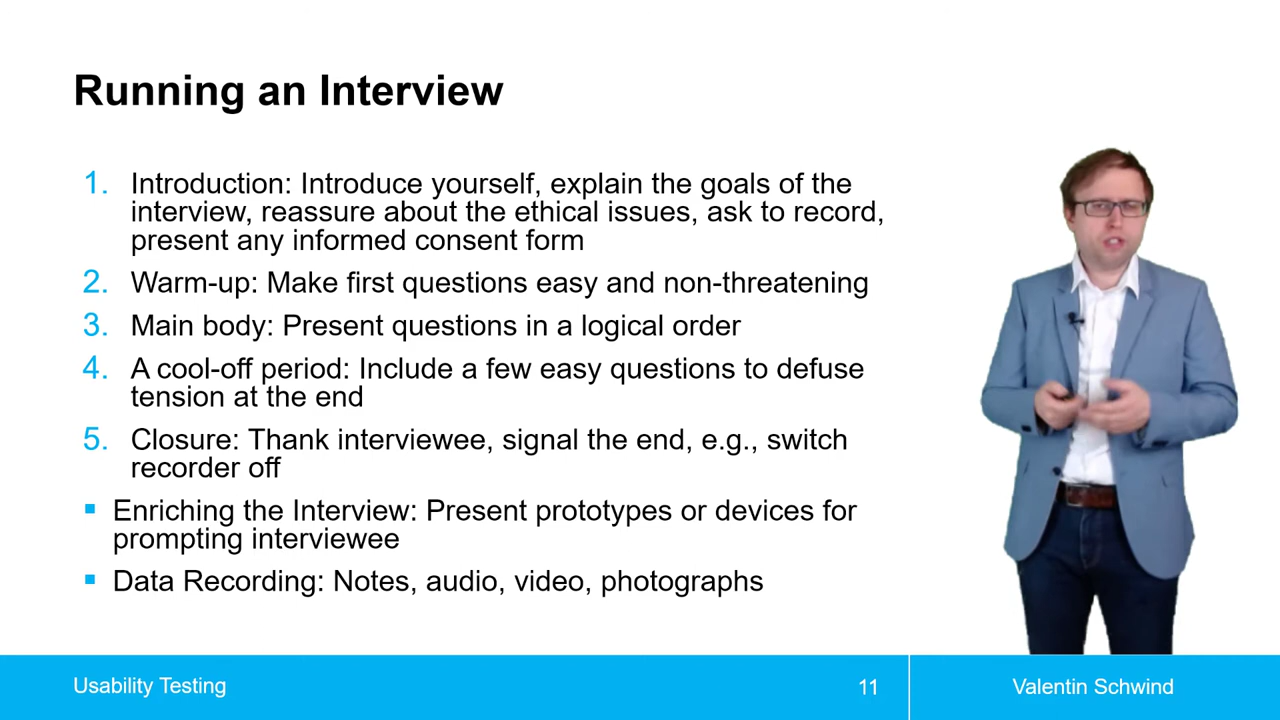 Running an Interview
1. Introduction: Introduce yourself, explain the goals of the
interview, reassure about the ethical issues, ask to record,
present any informed consent form
2. Warm-up: Make first questions easy and non-threatening
3. Main body: Present questions in a logical order
4. A cool-off period: Include a few easy questions to defuse
tension at the end
5. Closure: Thank interviewee, signal the end, e.g., switch
recorder off
▪ Enriching the Interview: Present prototypes or devices for
prompting interviewee
▪ Data Recording: Notes, audio, video, photographs
Usability Testing
11
Valentin Schwind